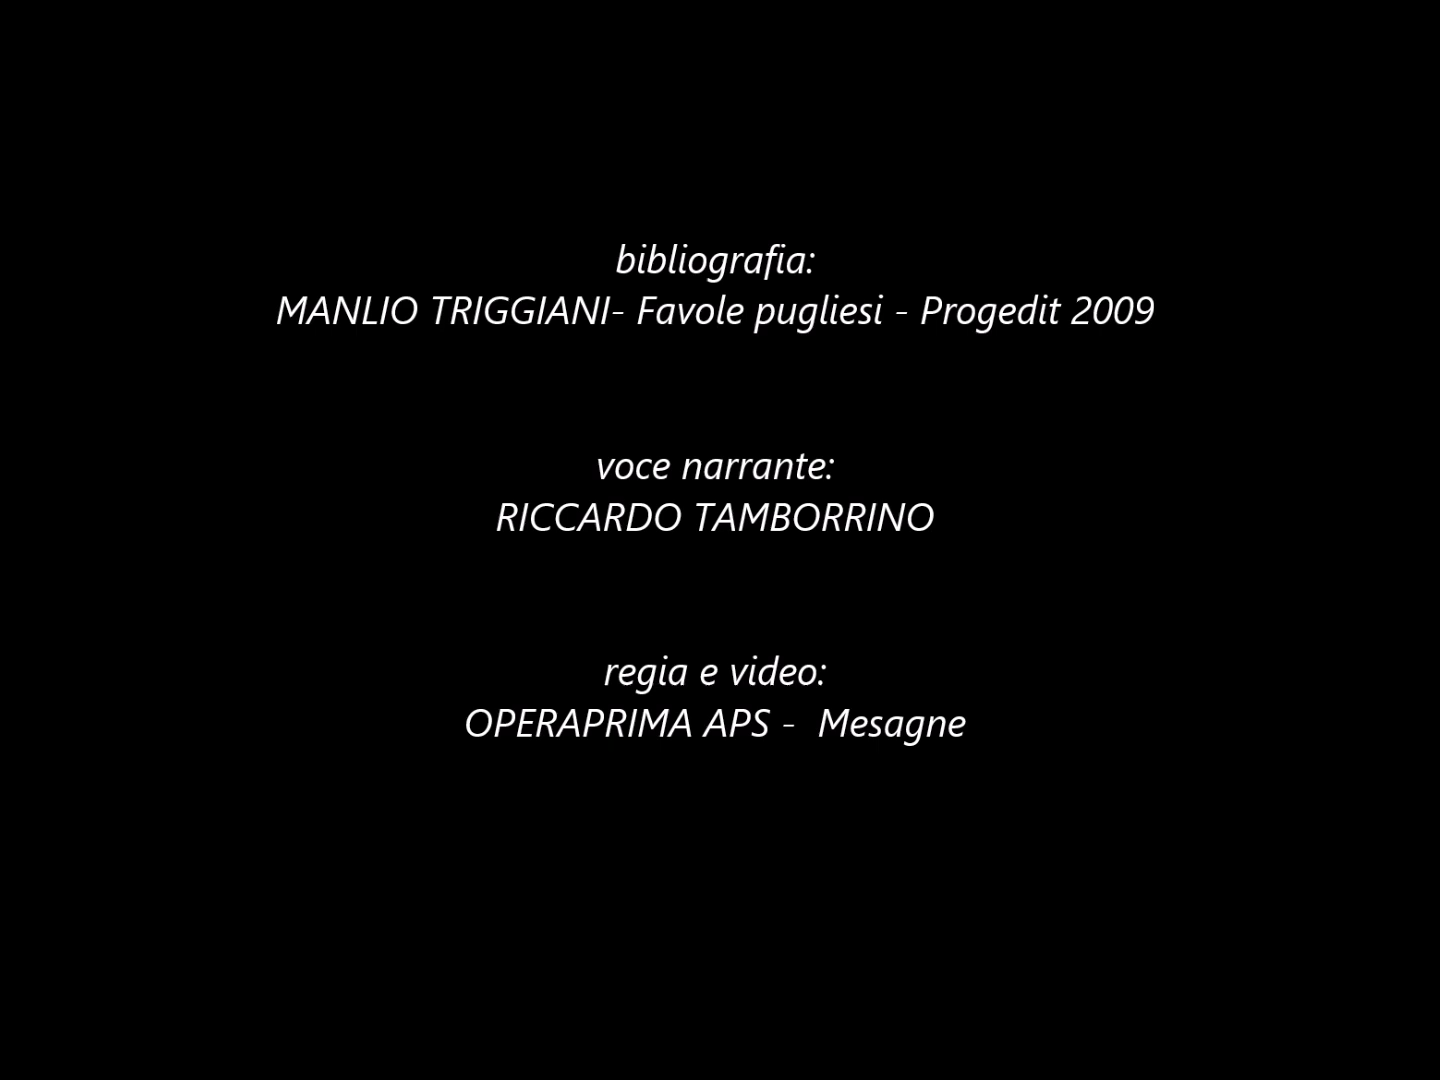 bibliografia:
MANLIO TRIGGIANI- Favole pugliesi - Progedit 2009
voce narrante:
RICCARDO TAMBORRINO
regia e video:
OPERAPRIMA APS -  Mesagne